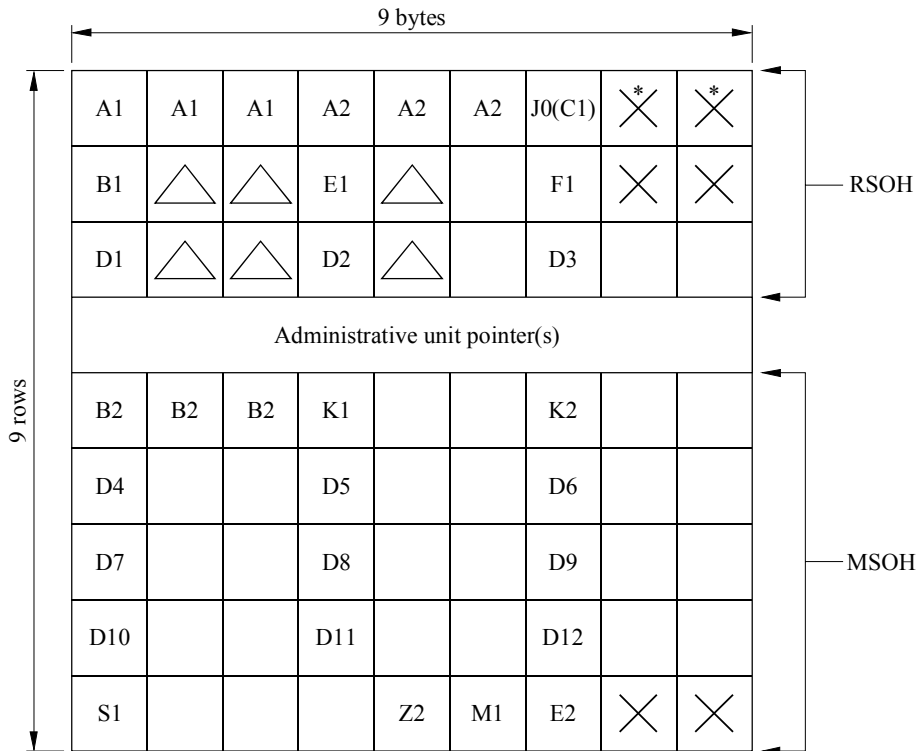 9 bytes
A1 A1 A1 A2 A2 A2 J0(C1) * *
B1 E1 F1
RSOH
D1 D2 D3
Administrative unit pointer(s)
9 rows
B2 B2 B2 K1 K2
D4 D5 D6
D7 D8 D9
MSOH
D10 D11 D12
S1 Z2 M1 E2